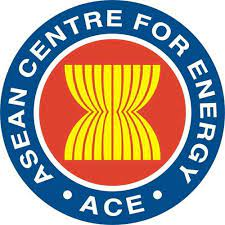 ASEAN CENTRE FOR ENERGY
• ACE •